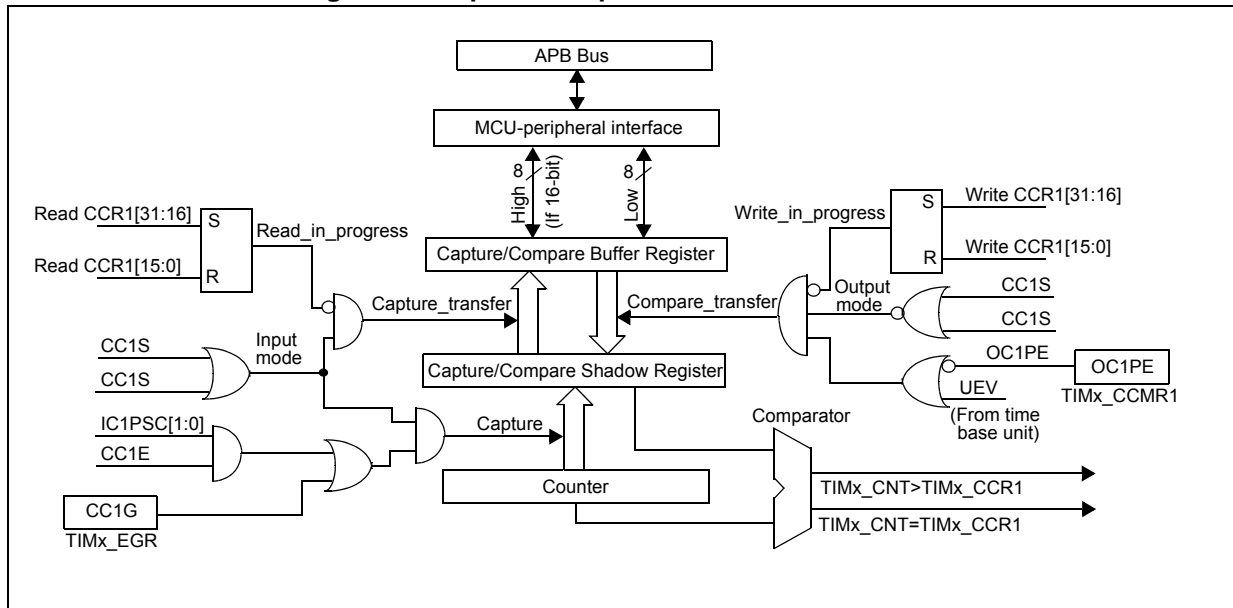 APB Bus
MCU-peripheral interface
8
High
(If 16-bit)
8
Low
Read CCR1[31:16]
S
Read_in_progress
Read CCR1[15:0]
R
Write_in_progress
S
Write CCR1[31:16]
R
Write CCR1[15:0]
Capture/Compare Buffer Register
Capture_transfer
Compare_transfer
Output
mode
CC1S
CC1S
CC1S
CC1S
Input
mode
Capture/Compare Shadow Register
OC1PE
OC1PE
UEV
TIMx_CCMR1
(From time
base unit)
IC1PSC[1:0]
CC1E
Capture
Comparator
CC1G
TIMx_EGR
Counter
TIMx_CNT>TIMx_CCR1
TIMx_CNT=TIMx_CCR1